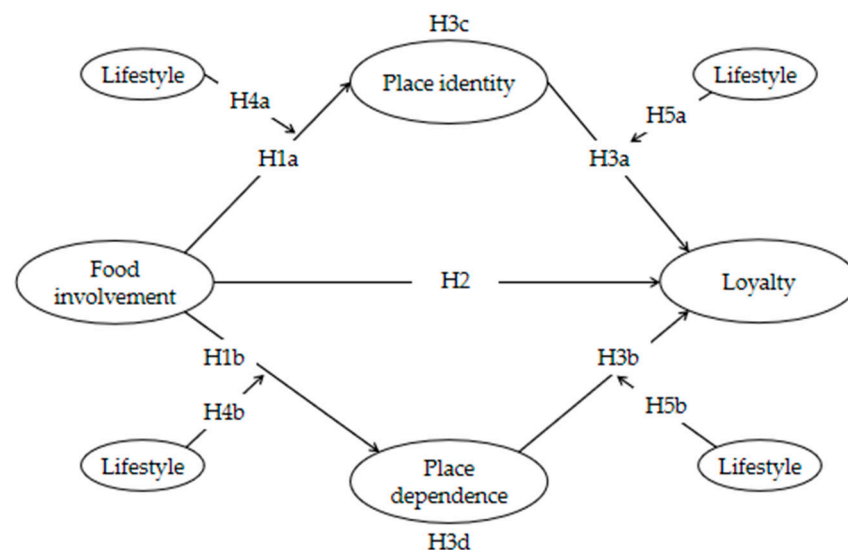 H3c
Lifestyle
Place identity
Lifestyle
H4a
H5a
H1a
H3a
Food
involvement
H2
Loyalty
H1b
H3b
H4b
H5b
Lifestyle
Place
dependence
Lifestyle
H3d